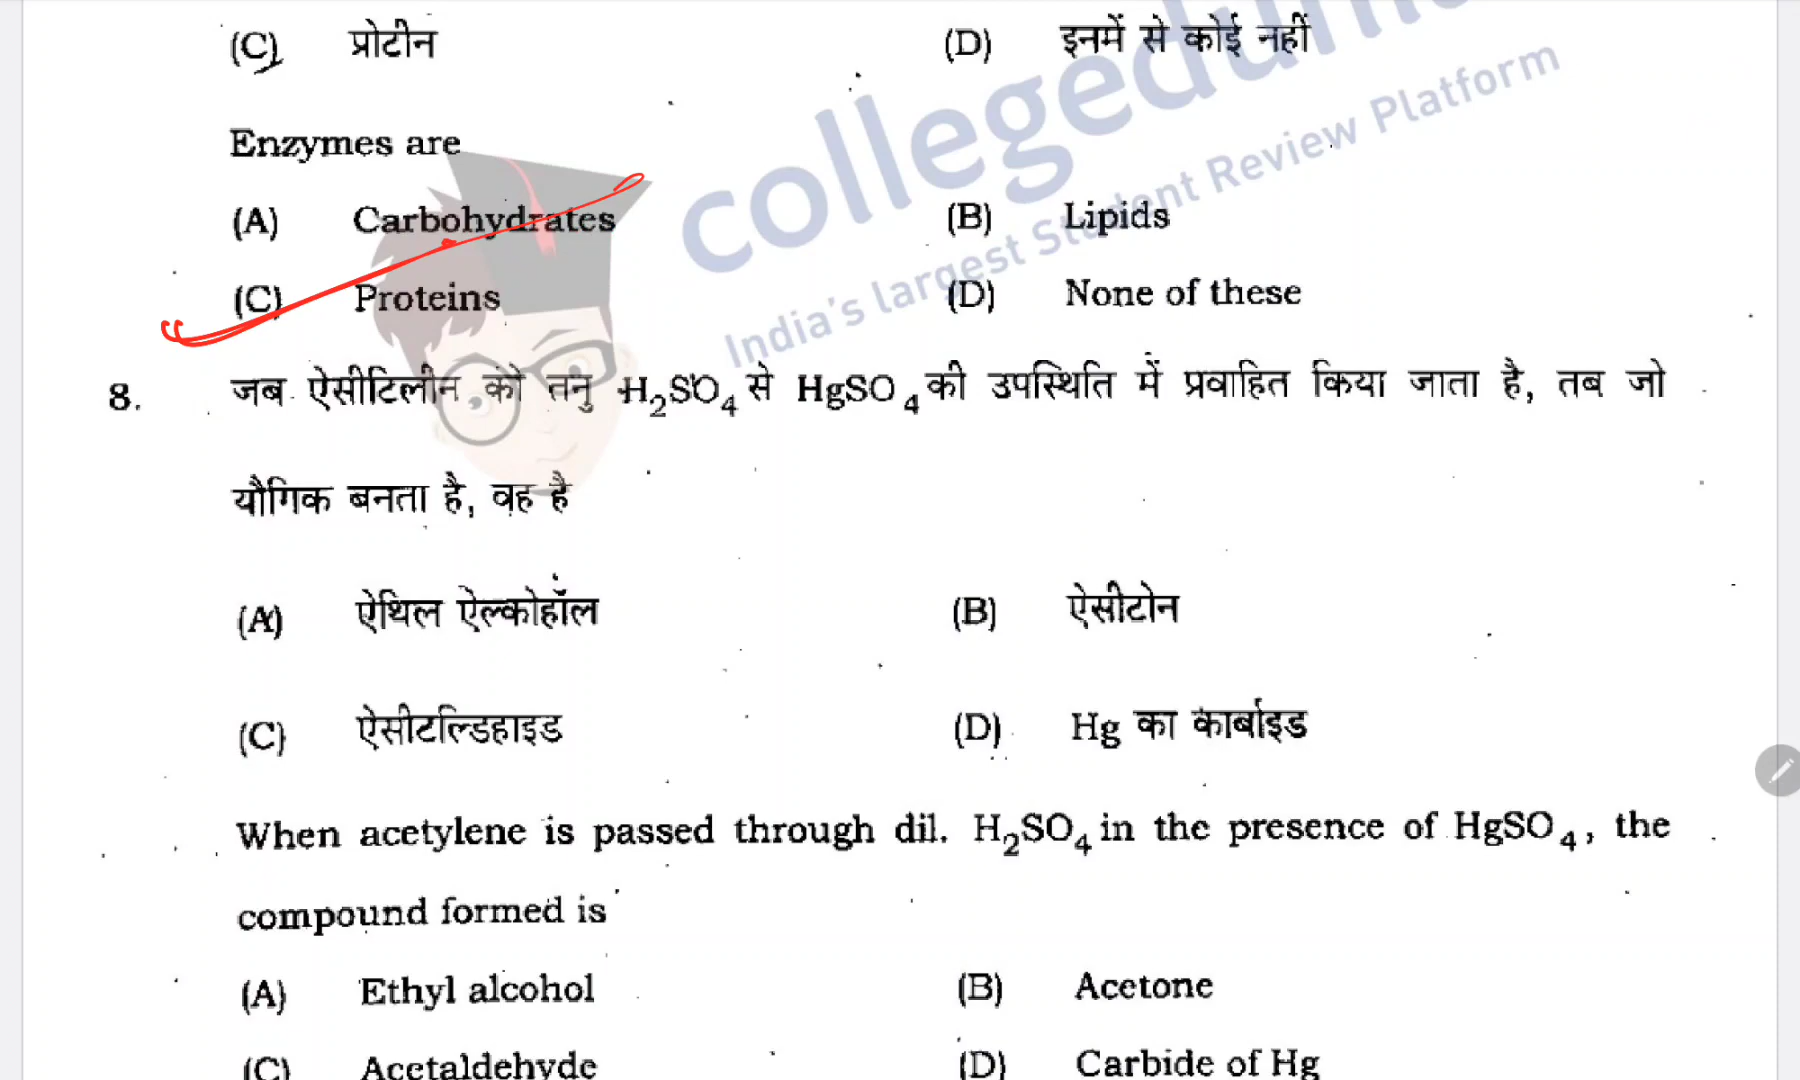 (C) प्रोटीन (D) इनमें से कोई नहीं
Enzymes are
(A) Carbohydrates (B) Lipids
(C) Proteins (D) None of these
8. जब ऐसीटिलीन को तनु H₂SO₄ से HgSO₄ की उपस्थिति में प्रवाहित किया जाता है, तब जो
यौगिक बनता है, वह है
(A) ऐथिल ऐल्कोहॉल (B) ऐसीटोन
(C) ऐसीटल्डिहाइड (D) Hg का कार्बाइड
When acetylene is passed through dil. H₂SO₄ in the presence of HgSO₄, the
compound formed is
(A) Ethyl alcohol (B) Acetone
(C) Acetaldehyde (D) Carbide of Hg
India's largest Student Review Platform